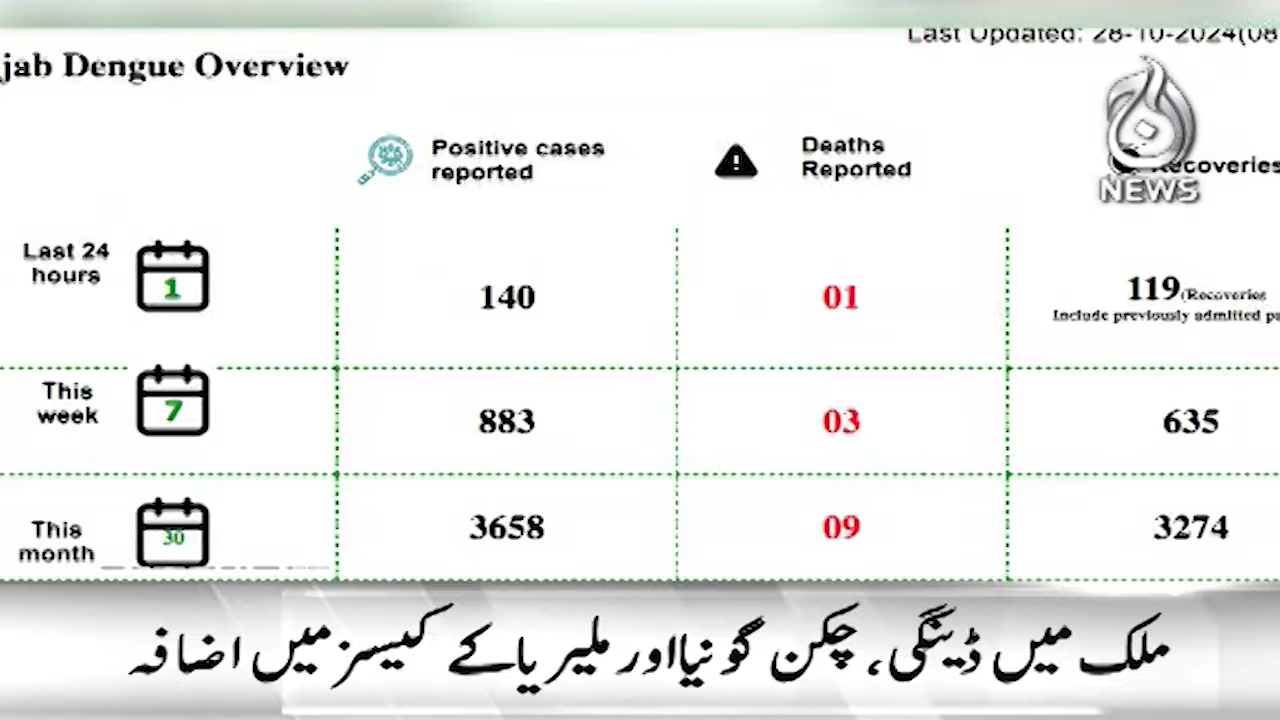 Last Updated: 28-10-2024(08
jab Dengue Overview
Positive cases
reported
Deaths
Reported
Recoveries
NEWS
Last 24
hours
1
140
01
119(Recoveries
Include previously admitted pa
This
week
7
883
03
635
This
month
30
3658
09
3274
ملک میں ڈینگی، چکن گونیا اور ملیریا کے کیسز میں اضافہ